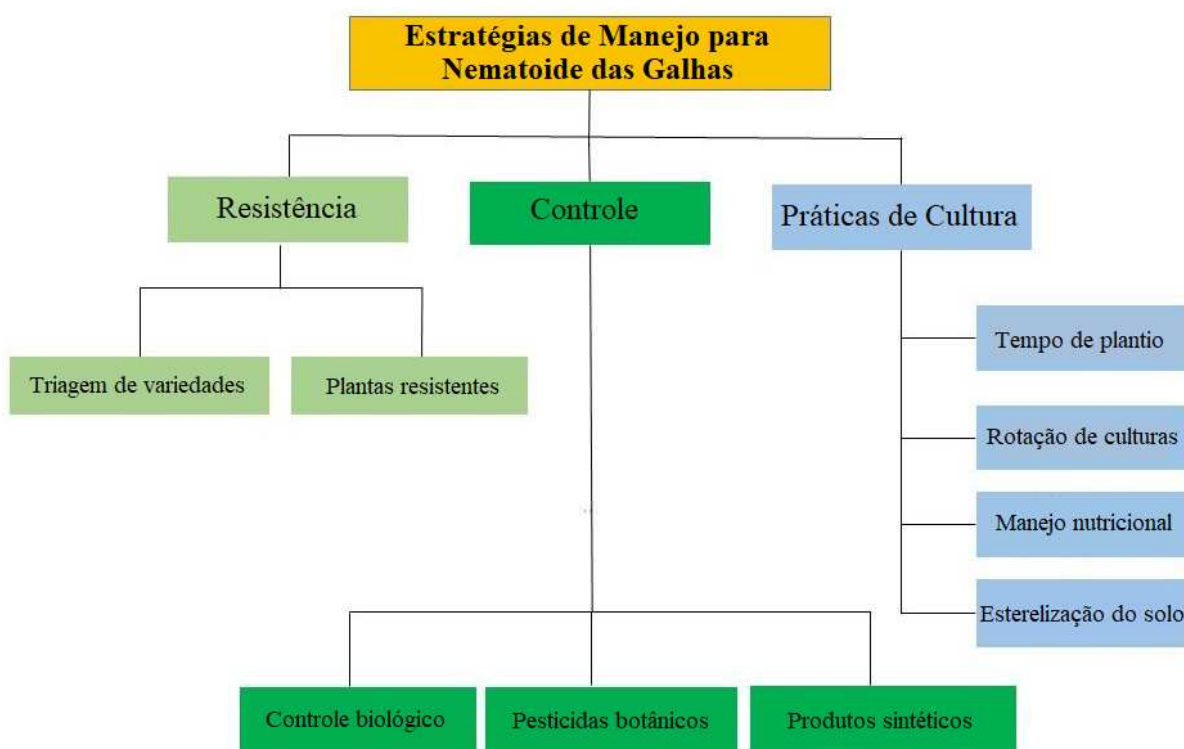 Estratégias de Manejo para
Nematoide das Galhas
Resistência
Controle
Práticas de Cultura
Triagem de variedades
Plantas resistentes
Tempo de plantio
Rotação de culturas
Manejo nutricional
Esterelização do solo
Controle biológico
Pesticidas botânicos
Produtos sintéticos